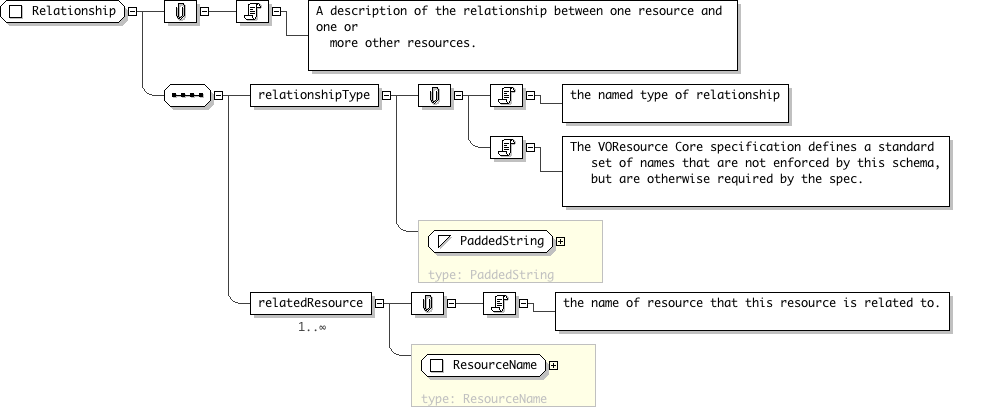 Relationship
A description of the relationship between one resource and
one or
more other resources.
relationshipType
the named type of relationship
The VOResource Core specification defines a standard
set of names that are not enforced by this schema,
but are otherwise required by the spec.
PaddedString
type: PaddedString
relatedResource
the name of resource that this resource is related to.
1..∞
ResourceName
type: ResourceName